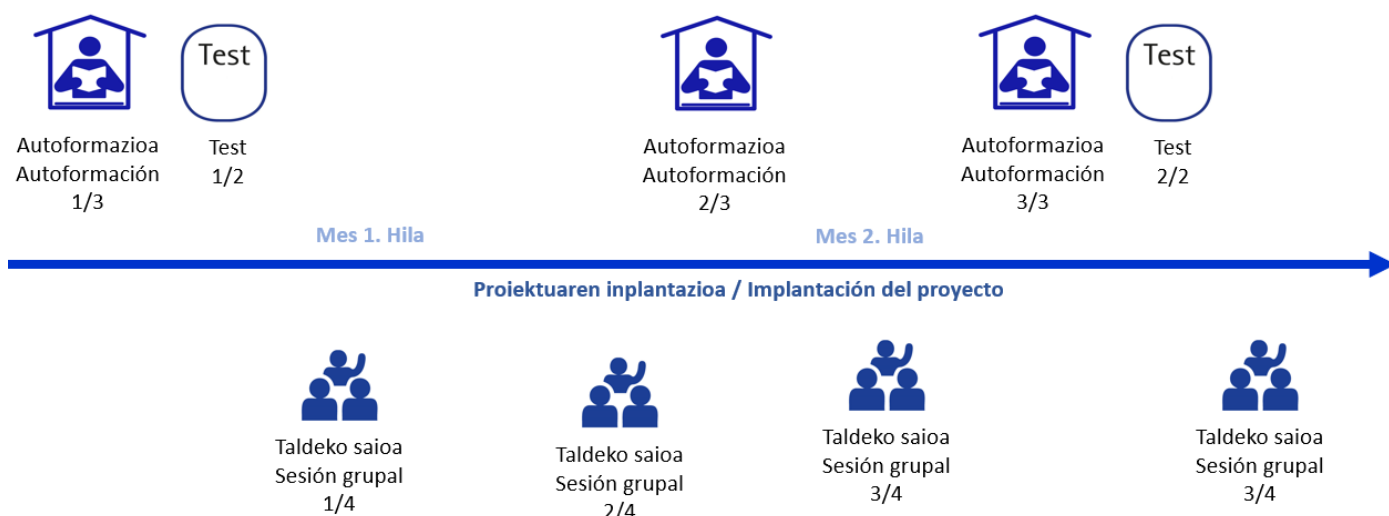 Test
Test
Autoformazioa
Autoformación
1/3
Test
1/2
Autoformazioa
Autoformación
2/3
Autoformazioa
Autoformación
3/3
Test
2/2
Mes 1. Hila
Mes 2. Hila
Proiektuaren inplantazioa / Implantación del proyecto
Taldeko saioa
Sesión grupal
1/4
Taldeko saioa
Sesión grupal
2/4
Taldeko saioa
Sesión grupal
3/4
Taldeko saioa
Sesión grupal
3/4